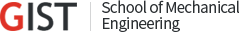 GIST
School of Mechanical
Engineering